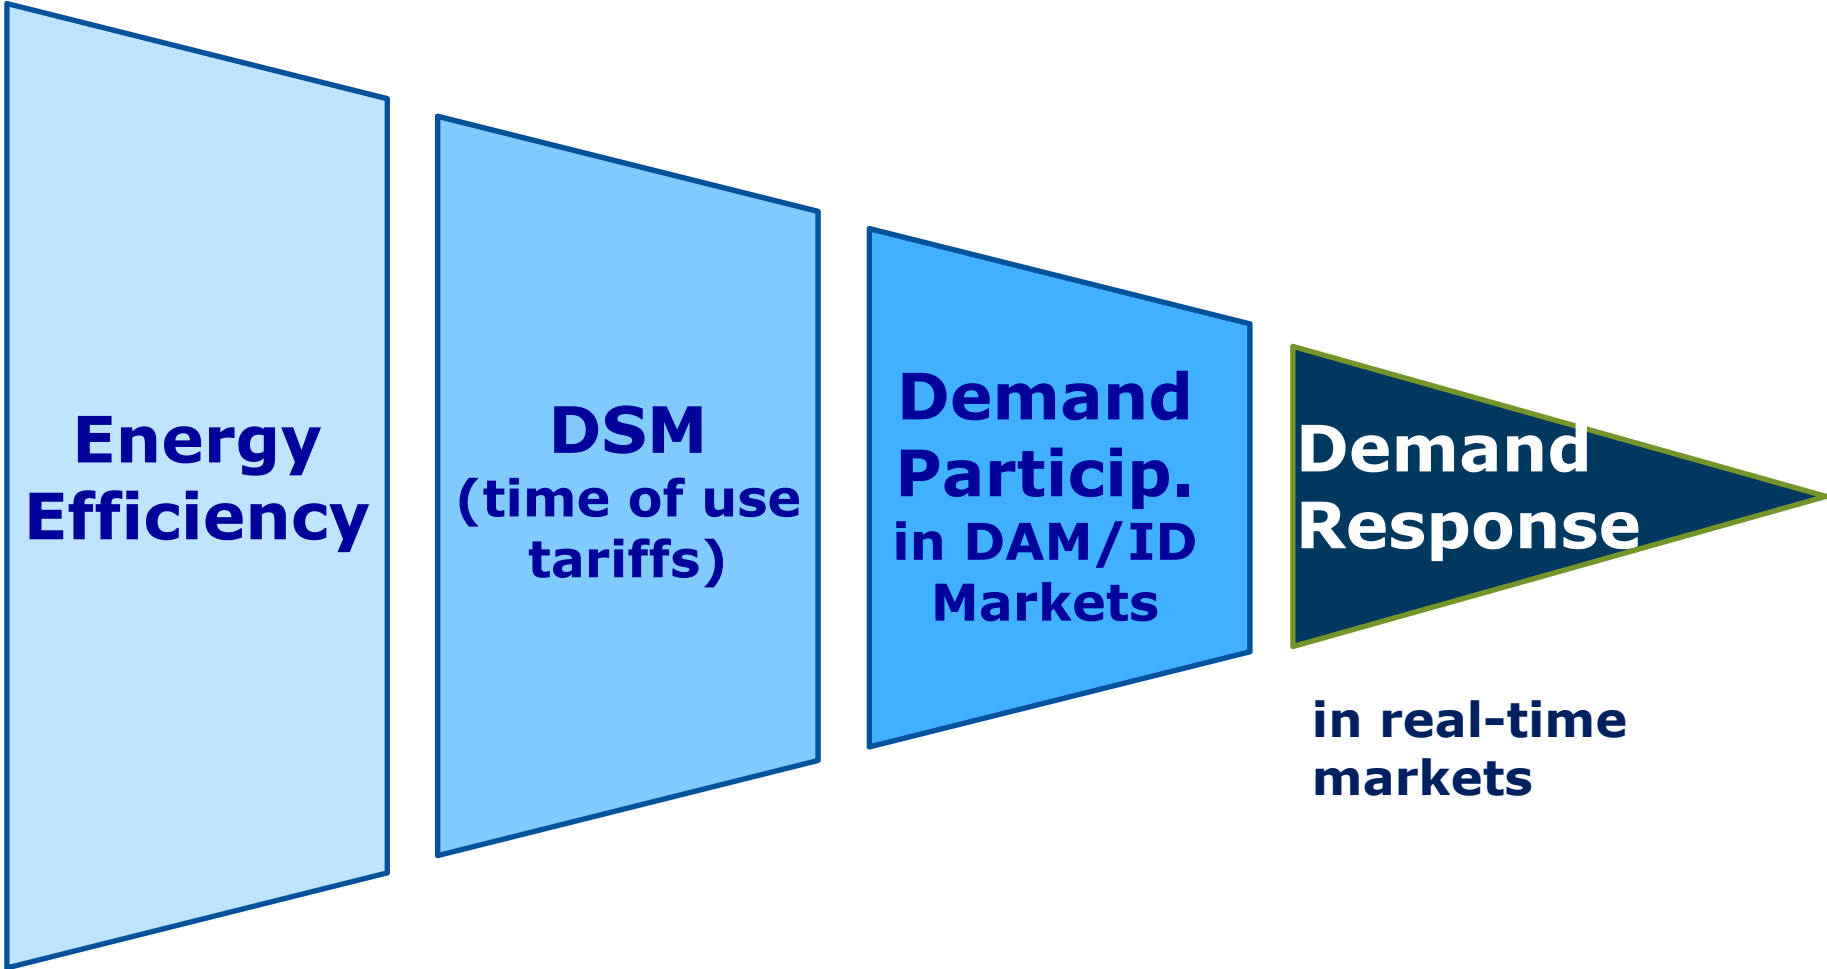 Energy
Efficiency
DSM
(time of use
tariffs)
Demand
Particip.
in DAM/ID
Markets
Demand
Response
in real-time
markets